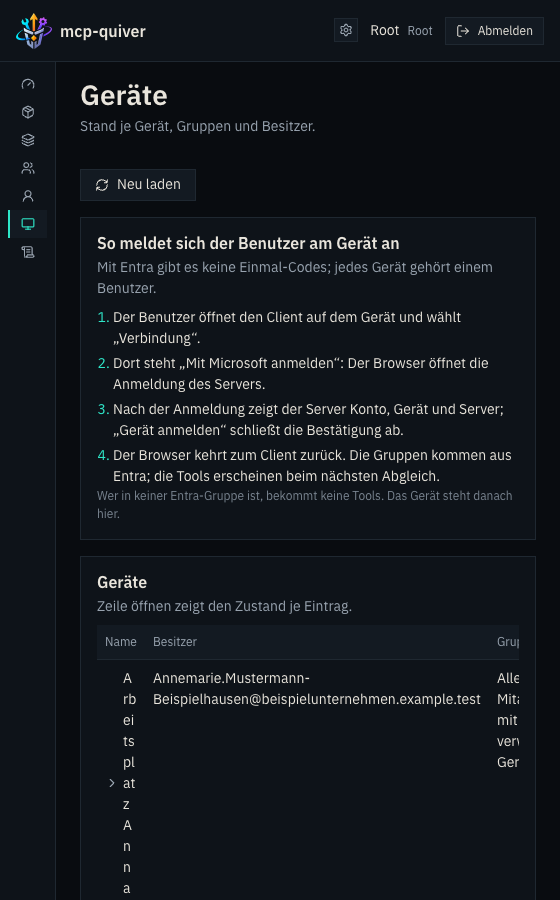 mcp-quiver
Root Root
Abmelden
Geräte
Stand je Gerät, Gruppen und Besitzer.
Neu laden
So meldet sich der Benutzer am Gerät an
Mit Entra gibt es keine Einmal-Codes; jedes Gerät gehört einem
Benutzer.
1. Der Benutzer öffnet den Client auf dem Gerät und wählt
„Verbindung“.
2. Dort steht „Mit Microsoft anmelden“: Der Browser öffnet die
Anmeldung des Servers.
3. Nach der Anmeldung zeigt der Server Konto, Gerät und Server;
„Gerät anmelden“ schließt die Bestätigung ab.
4. Der Browser kehrt zum Client zurück. Die Gruppen kommen aus
Entra; die Tools erscheinen beim nächsten Abgleich.
Wer in keiner Entra-Gruppe ist, bekommt keine Tools. Das Gerät steht danach
hier.
Geräte
Zeile öffnen zeigt den Zustand je Eintrag.
Name Besitzer
A
rb
ei
ts
pl
at
z
A
n
n
a
Annemarie.Mustermann-
Beispielhausen@beispielunternehmen.example.test
Alle
mit